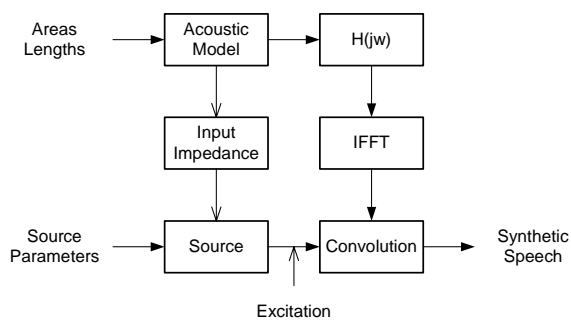 Areas
Lengths
Acoustic
Model
H(jw)
Input
Impedance
IFFT
Source
Parameters
Source
Convolution
Synthetic
Speech
Excitation